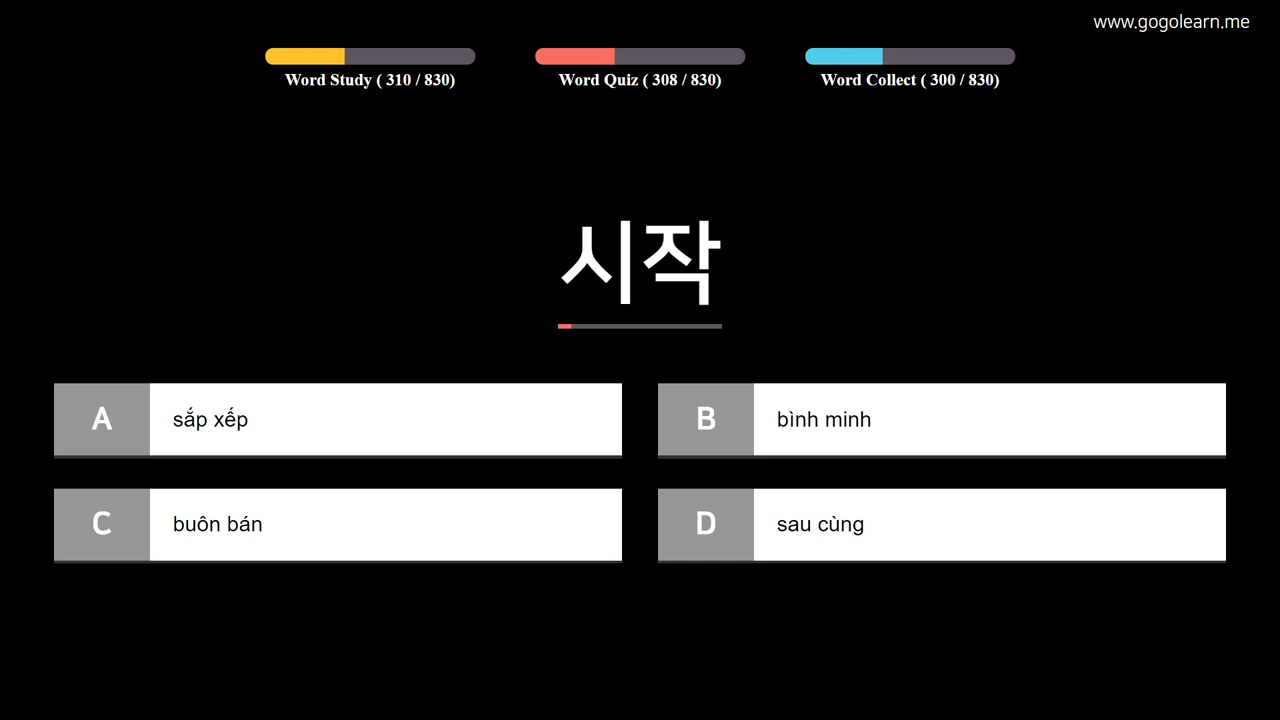 www.gogolearn.me
Word Study ( 310 / 830)
Word Quiz ( 308 / 830)
Word Collect ( 300 / 830)
시작
A
sắp xếp
B
bình minh
C
buôn bán
D
sau cùng